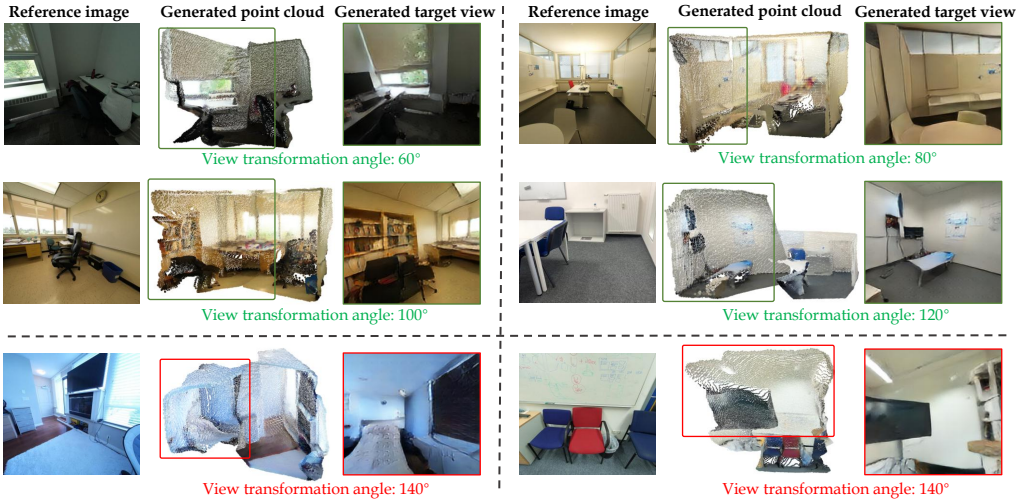 Reference image Generated point cloud Generated target view Reference image Generated point cloud Generated target view
View transformation angle: 60° View transformation angle: 80°
View transformation angle: 100° View transformation angle: 120°
View transformation angle: 140° View transformation angle: 140°